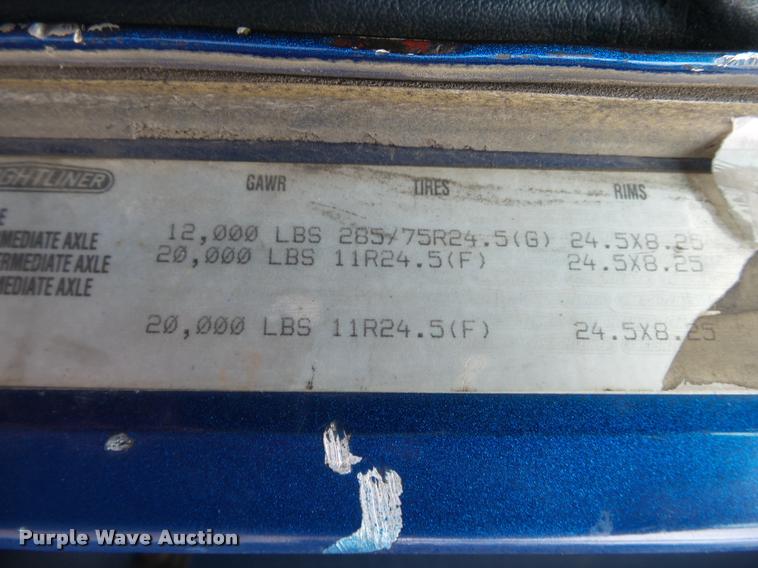 GHTLINER GAWR TIRES RIMS
12,000 LBS 285/75R24.5(G) 24.5X8.25
MEDIATE AXLE 20,000 LBS 11R24.5(F) 24.5X8.25
ERMEDIATE AXLE
MEDIATE AXLE
20,000 LBS 11R24.5(F) 24.5X8.25
Purple Wave Auction